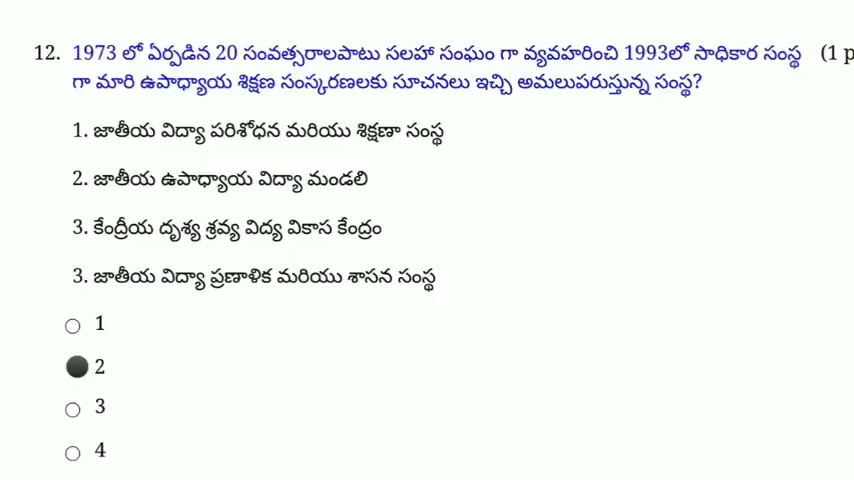 12. 1973 లో ఏర్పడిన 20 సంవత్సరాలపాటు సలహా సంఘం గా వ్యవహరించి 1993లో సాధికార సంస్థ (1 p
గా మారి ఉపాధ్యాయ శిక్షణ సంస్కరణలకు సూచనలు ఇచ్చి అమలుపరుస్తున్న సంస్థ?
1. జాతీయ విద్యా పరిశోధన మరియు శిక్షణా సంస్థ
2. జాతీయ ఉపాధ్యాయ విద్యా మండలి
3. కేంద్రీయ దృశ్య శ్రవ్య విద్య వికాస కేంద్రం
3. జాతీయ విద్యా ప్రణాళిక మరియు శాసన సంస్థ
1
2
3
4